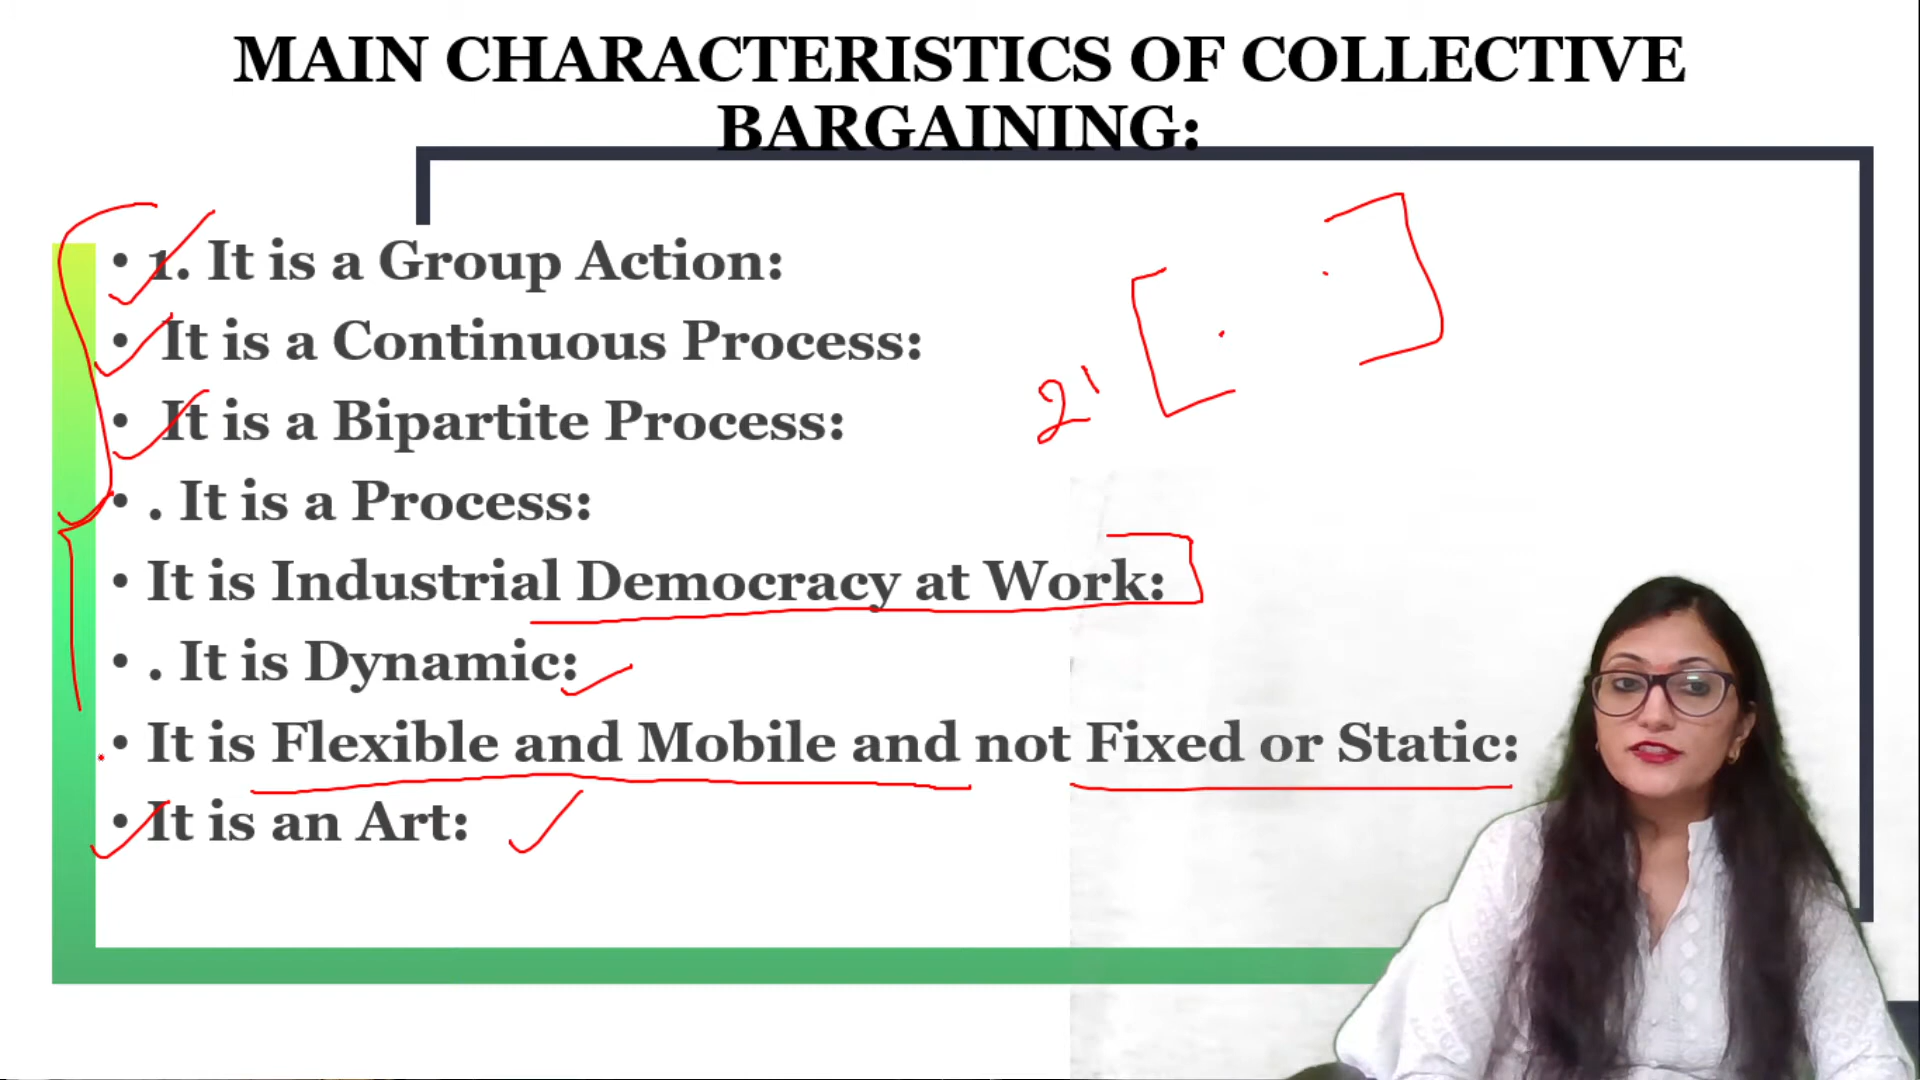 MAIN CHARACTERISTICS OF COLLECTIVE
BARGAINING:
• 1. It is a Group Action:
• It is a Continuous Process:
• It is a Bipartite Process:
• . It is a Process:
• It is Industrial Democracy at Work:
• . It is Dynamic:
• It is Flexible and Mobile and not Fixed or Static:
• It is an Art:
2'